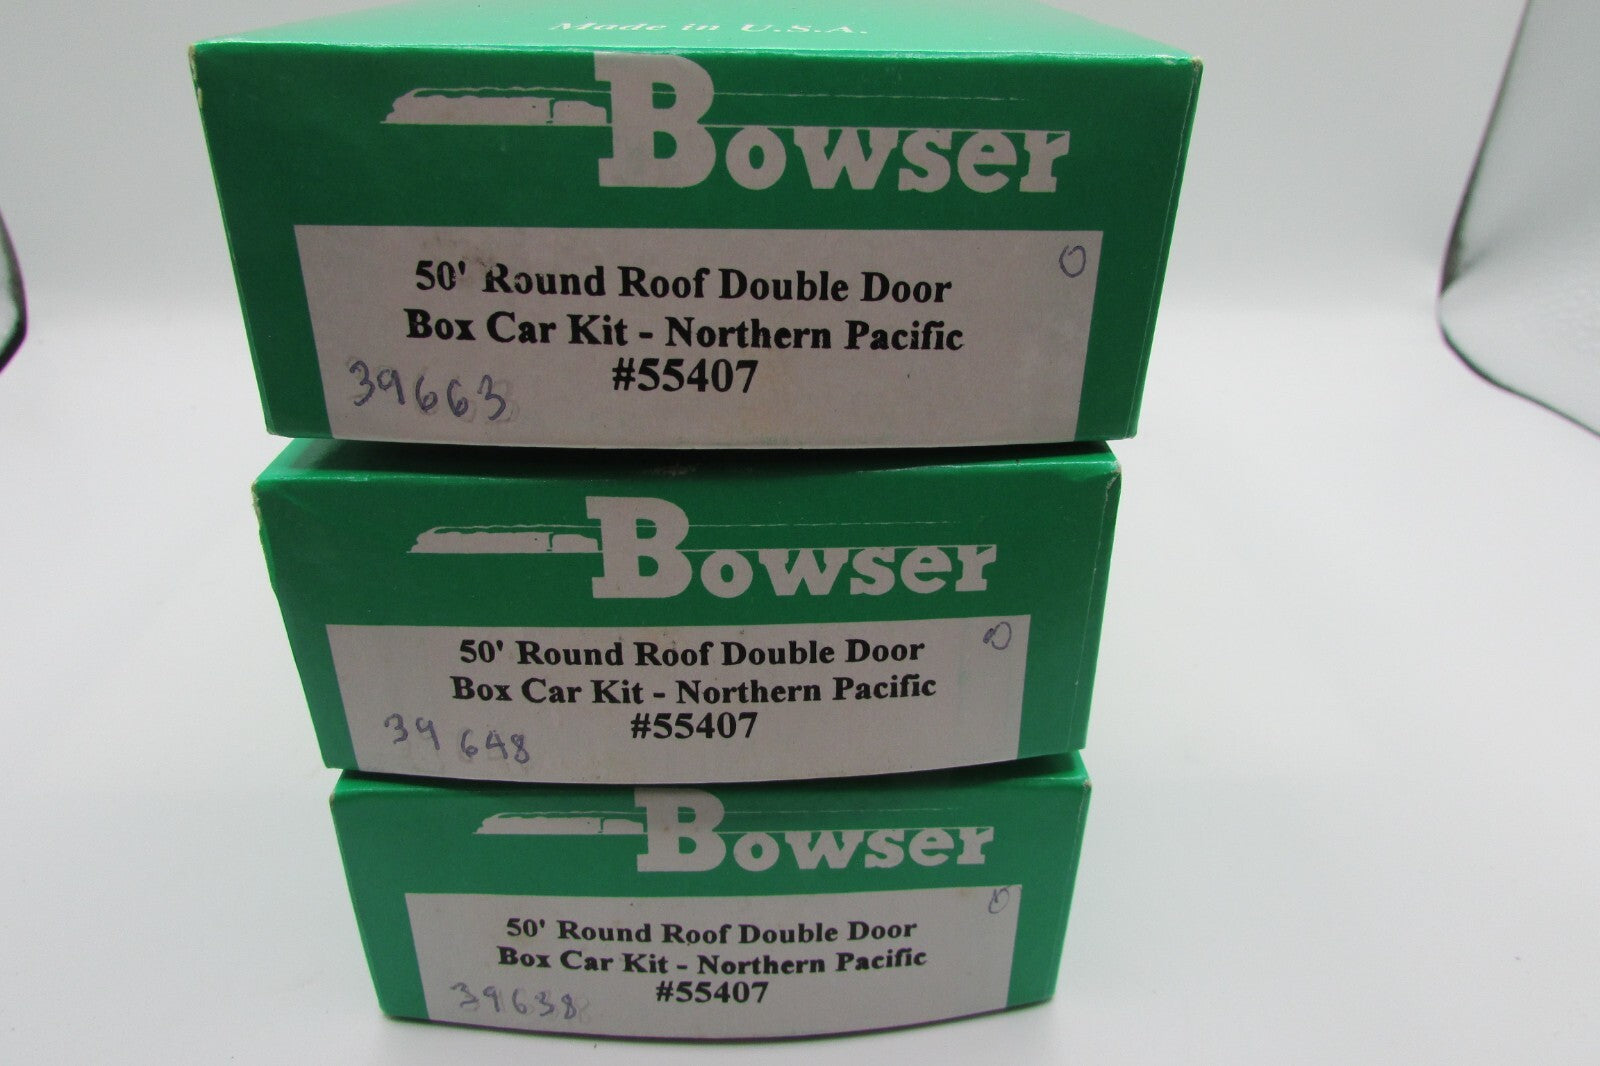 Made in U.S.A.
Bowser
O
50' Round Roof Double Door
Box Car Kit - Northern Pacific
#55407
39663
Bowser
50' Round Roof Double Door
Box Car Kit - Northern Pacific
#55407
39 648
Bowser
50' Round Roof Double Door
Box Car Kit - Northern Pacific
#55407
39638